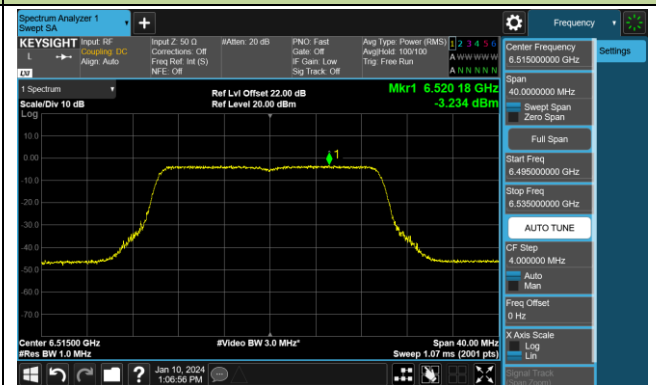 Spectrum Analyzer 1
Swept SA
+
Frequency
KEYSIGHT
Input: RF
Coupling: DC
Align: Auto
Input Z: 50 Ω
Corrections: Off
Freq Ref: Int (S)
NFE: Off
#Atten: 20 dB
PNO: Fast
Gate: Off
IF Gain: Low
Sig Track: Off
Avg Type: Power (RMS)
Avg|Hold: 100/100
Trig: Free Run
1 2 3 4 5 6
A W W W W W
A N N N N N
L
LXI
1 Spectrum
Scale/Div 10 dB
Log
Ref Lvl Offset 22.00 dB
Ref Level 20.00 dBm
Mkr1 6.520 18 GHz
-3.234 dBm
10.0
0.00
-10.0
-20.0
-30.0
-40.0
-50.0
-60.0
-70.0
1
Center 6.51500 GHz
#Res BW 1.0 MHz
#Video BW 3.0 MHz*
Span 40.00 MHz
Sweep 1.07 ms (2001 pts)
Jan 10, 2024
1:06:56 PM
?
Center Frequency
6.515000000 GHz
Settings
Span
40.0000000 MHz
Swept Span
Zero Span
Full Span
Start Freq
6.495000000 GHz
Stop Freq
6.535000000 GHz
AUTO TUNE
CF Step
4.000000 MHz
Auto
Man
Freq Offset
0 Hz
X Axis Scale
Log
Lin
Signal Track
(Span Zoom)